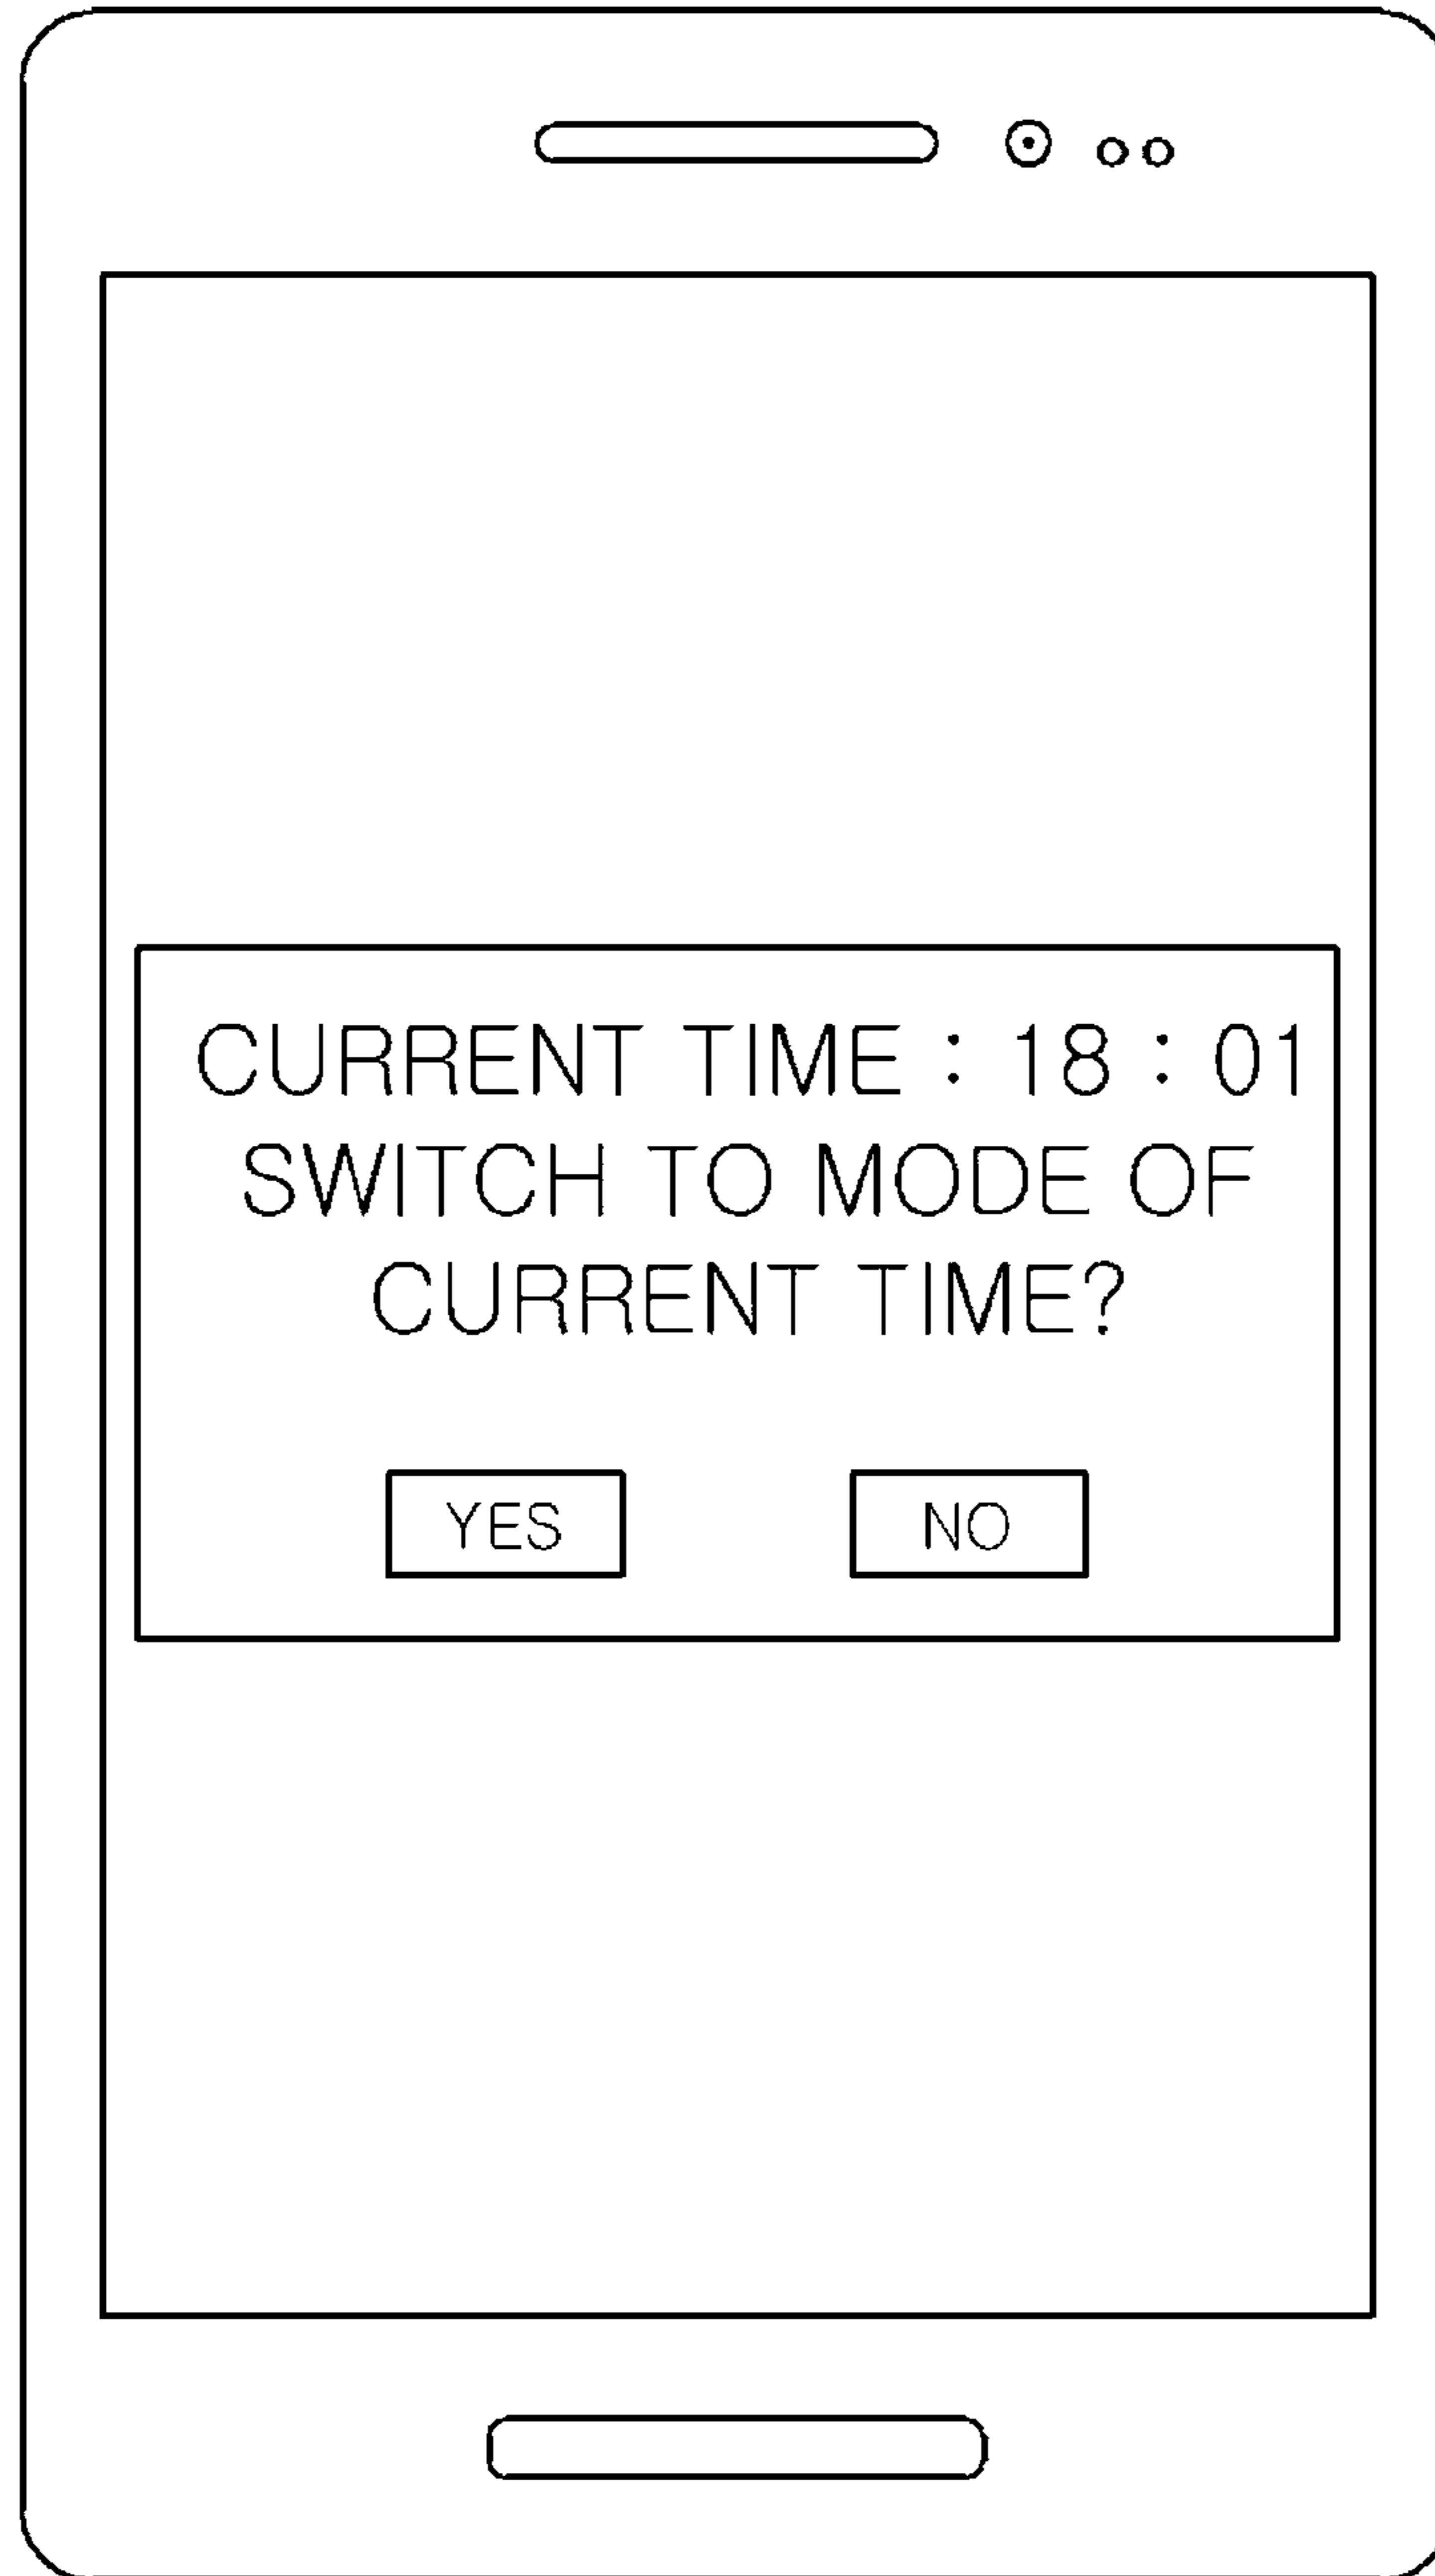 CURRENT TIME : 18 : 01
SWITCH TO MODE OF
CURRENT TIME?
YES NO